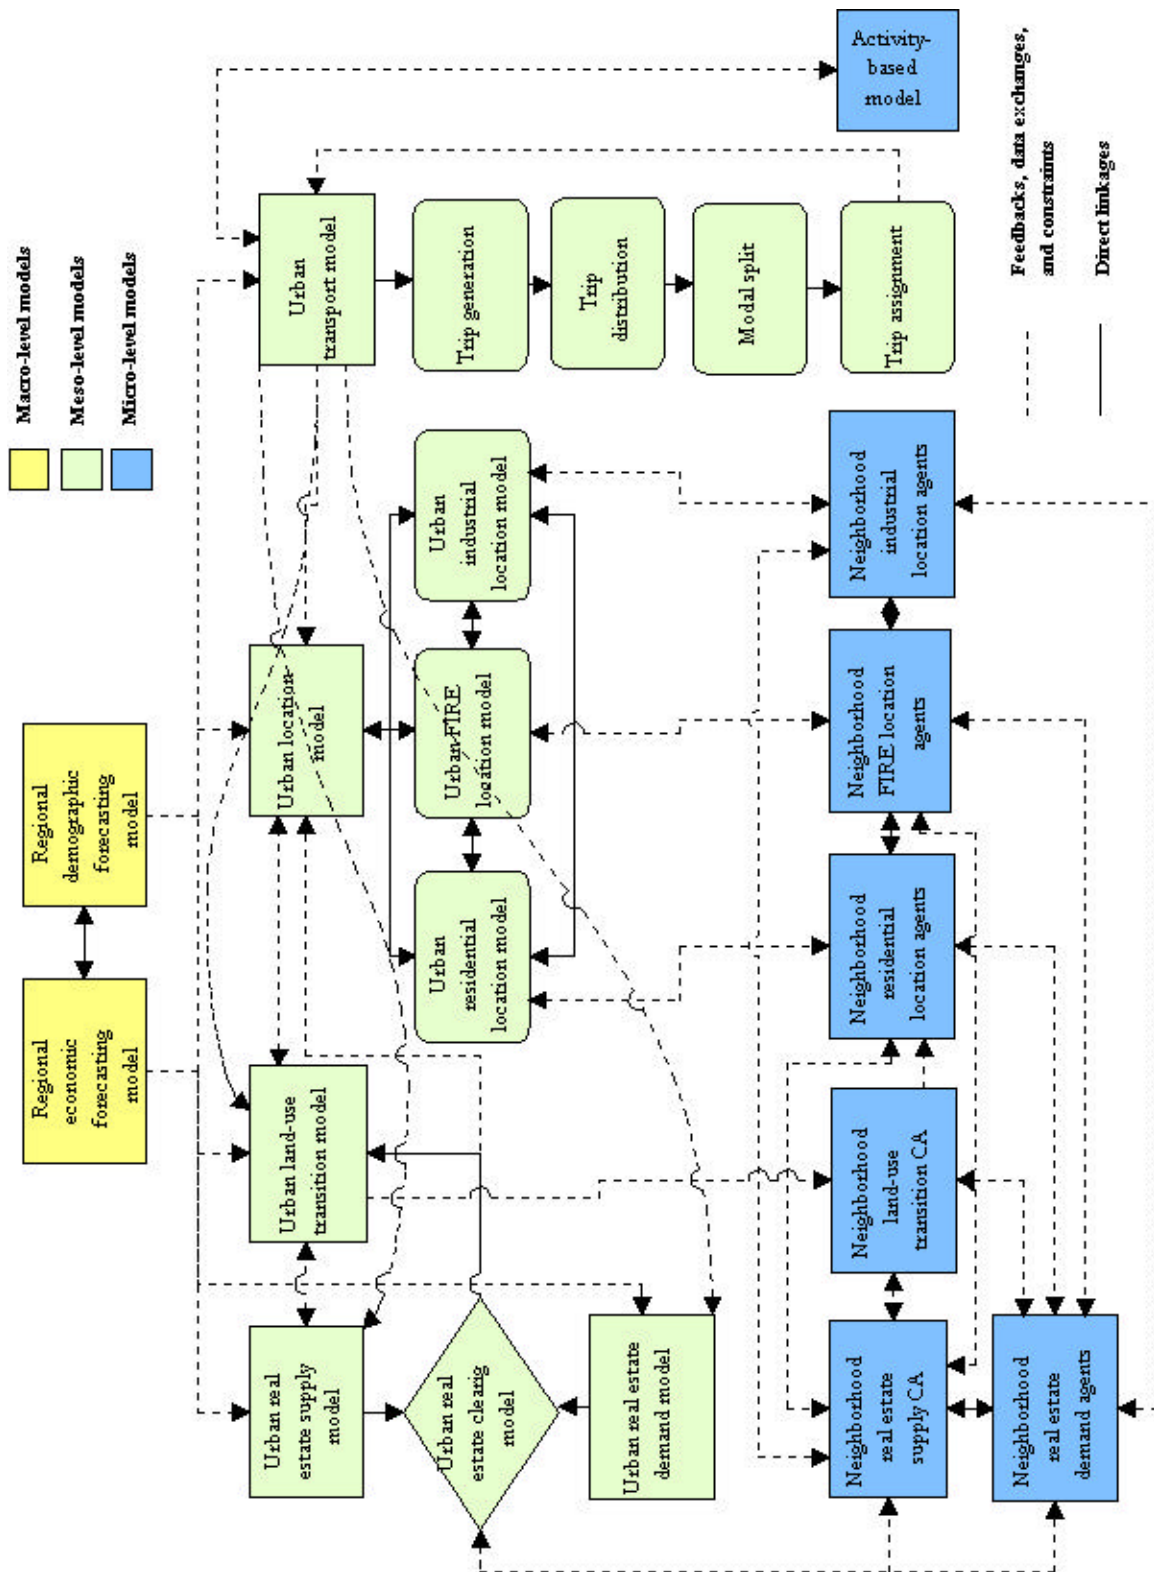 Macro-level models
Meso-level models
Micro-level models
Regional
economic
forecasting
model
Regional
demographic
forecasting
model
Urban real
estate supply
model
Urban land-use
transition model
Urban location-
model
Urban
transport model
Activity-
based
model
Urban real
estate clearig
model
Urban
residential
location model
Urban FIRE
location model
Urban
industrial
location model
Trip generation
Trip
distribution
Modal split
Trip assignment
Urban real estate
demand model
Neighborhood
real estate
supply CA
Neighborhood
land-use
transition CA
Neighborhood
residential
location agents
Neighborhood
FIRE location
agents
Neighborhood
industrial
location agents
Neighborhood
real estate
demand agents
Feedbacks, data exchanges,
and constraints
Direct linkages